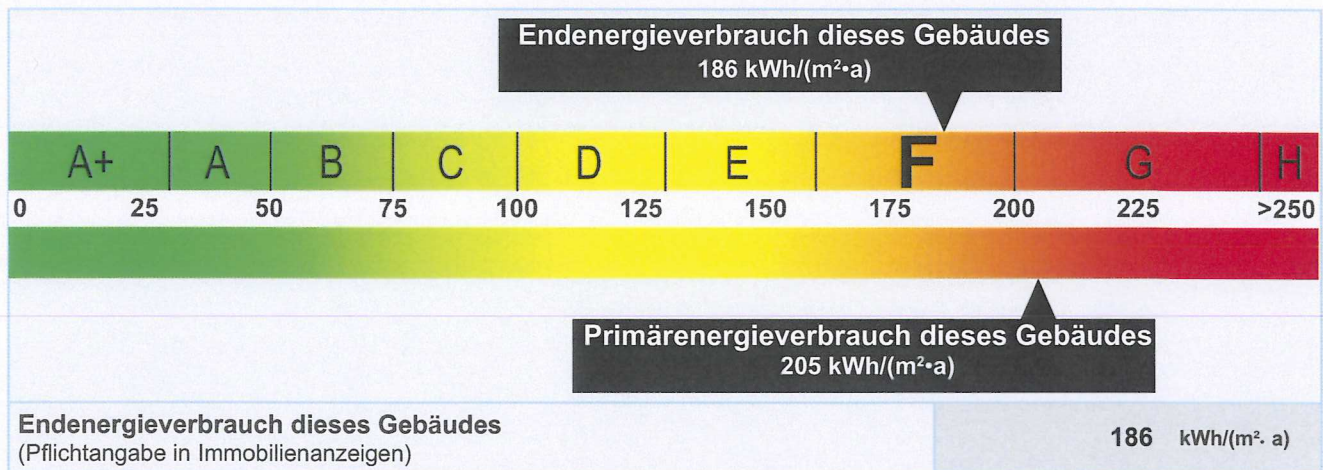 Endenergieverbrauch dieses Gebäudes
186 kWh/(m²•a)
A+ A B C D E F G H
0 25 50 75 100 125 150 175 200 225 >250
Primärenergieverbrauch dieses Gebäudes
205 kWh/(m²•a)
Endenergieverbrauch dieses Gebäudes
(Pflichtangabe in Immobilienanzeigen)
186 kWh/(m²· a)